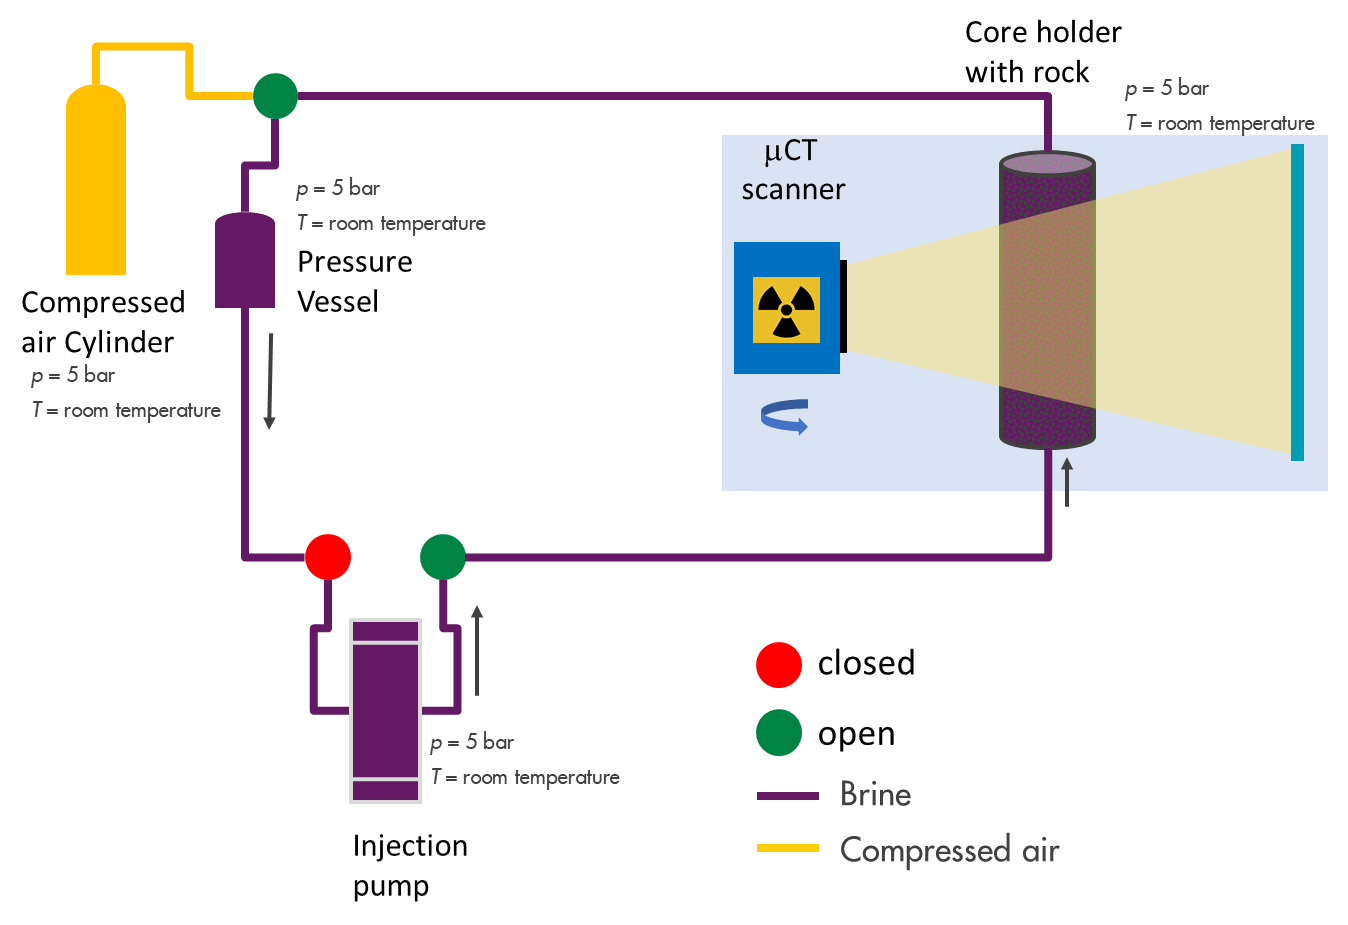 Core holder
with rock
p = 5 bar
T = room temperature
μCT
scanner
p = 5 bar
T = room temperature
Pressure
Vessel
Compressed
air Cylinder
p = 5 bar
T = room temperature
closed
open
p = 5 bar
T = room temperature
Brine
Injection
pump
Compressed air